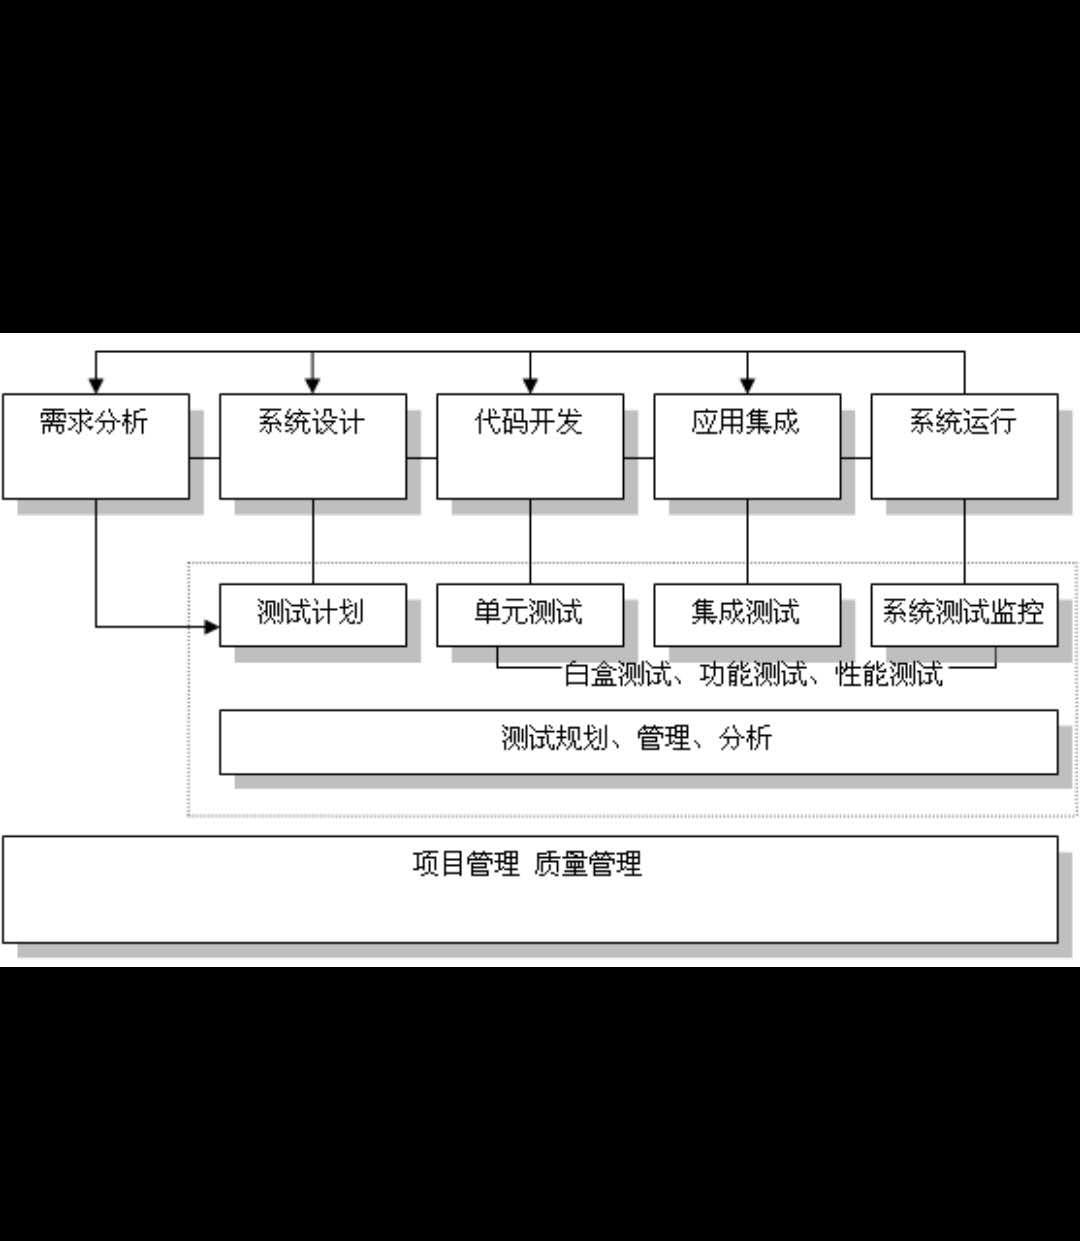 需求分析 系统设计 代码开发 应用集成 系统运行
测试计划 单元测试 集成测试 系统测试监控
白盒测试、功能测试、性能测试
测试规划、管理、分析
项目管理 质量管理